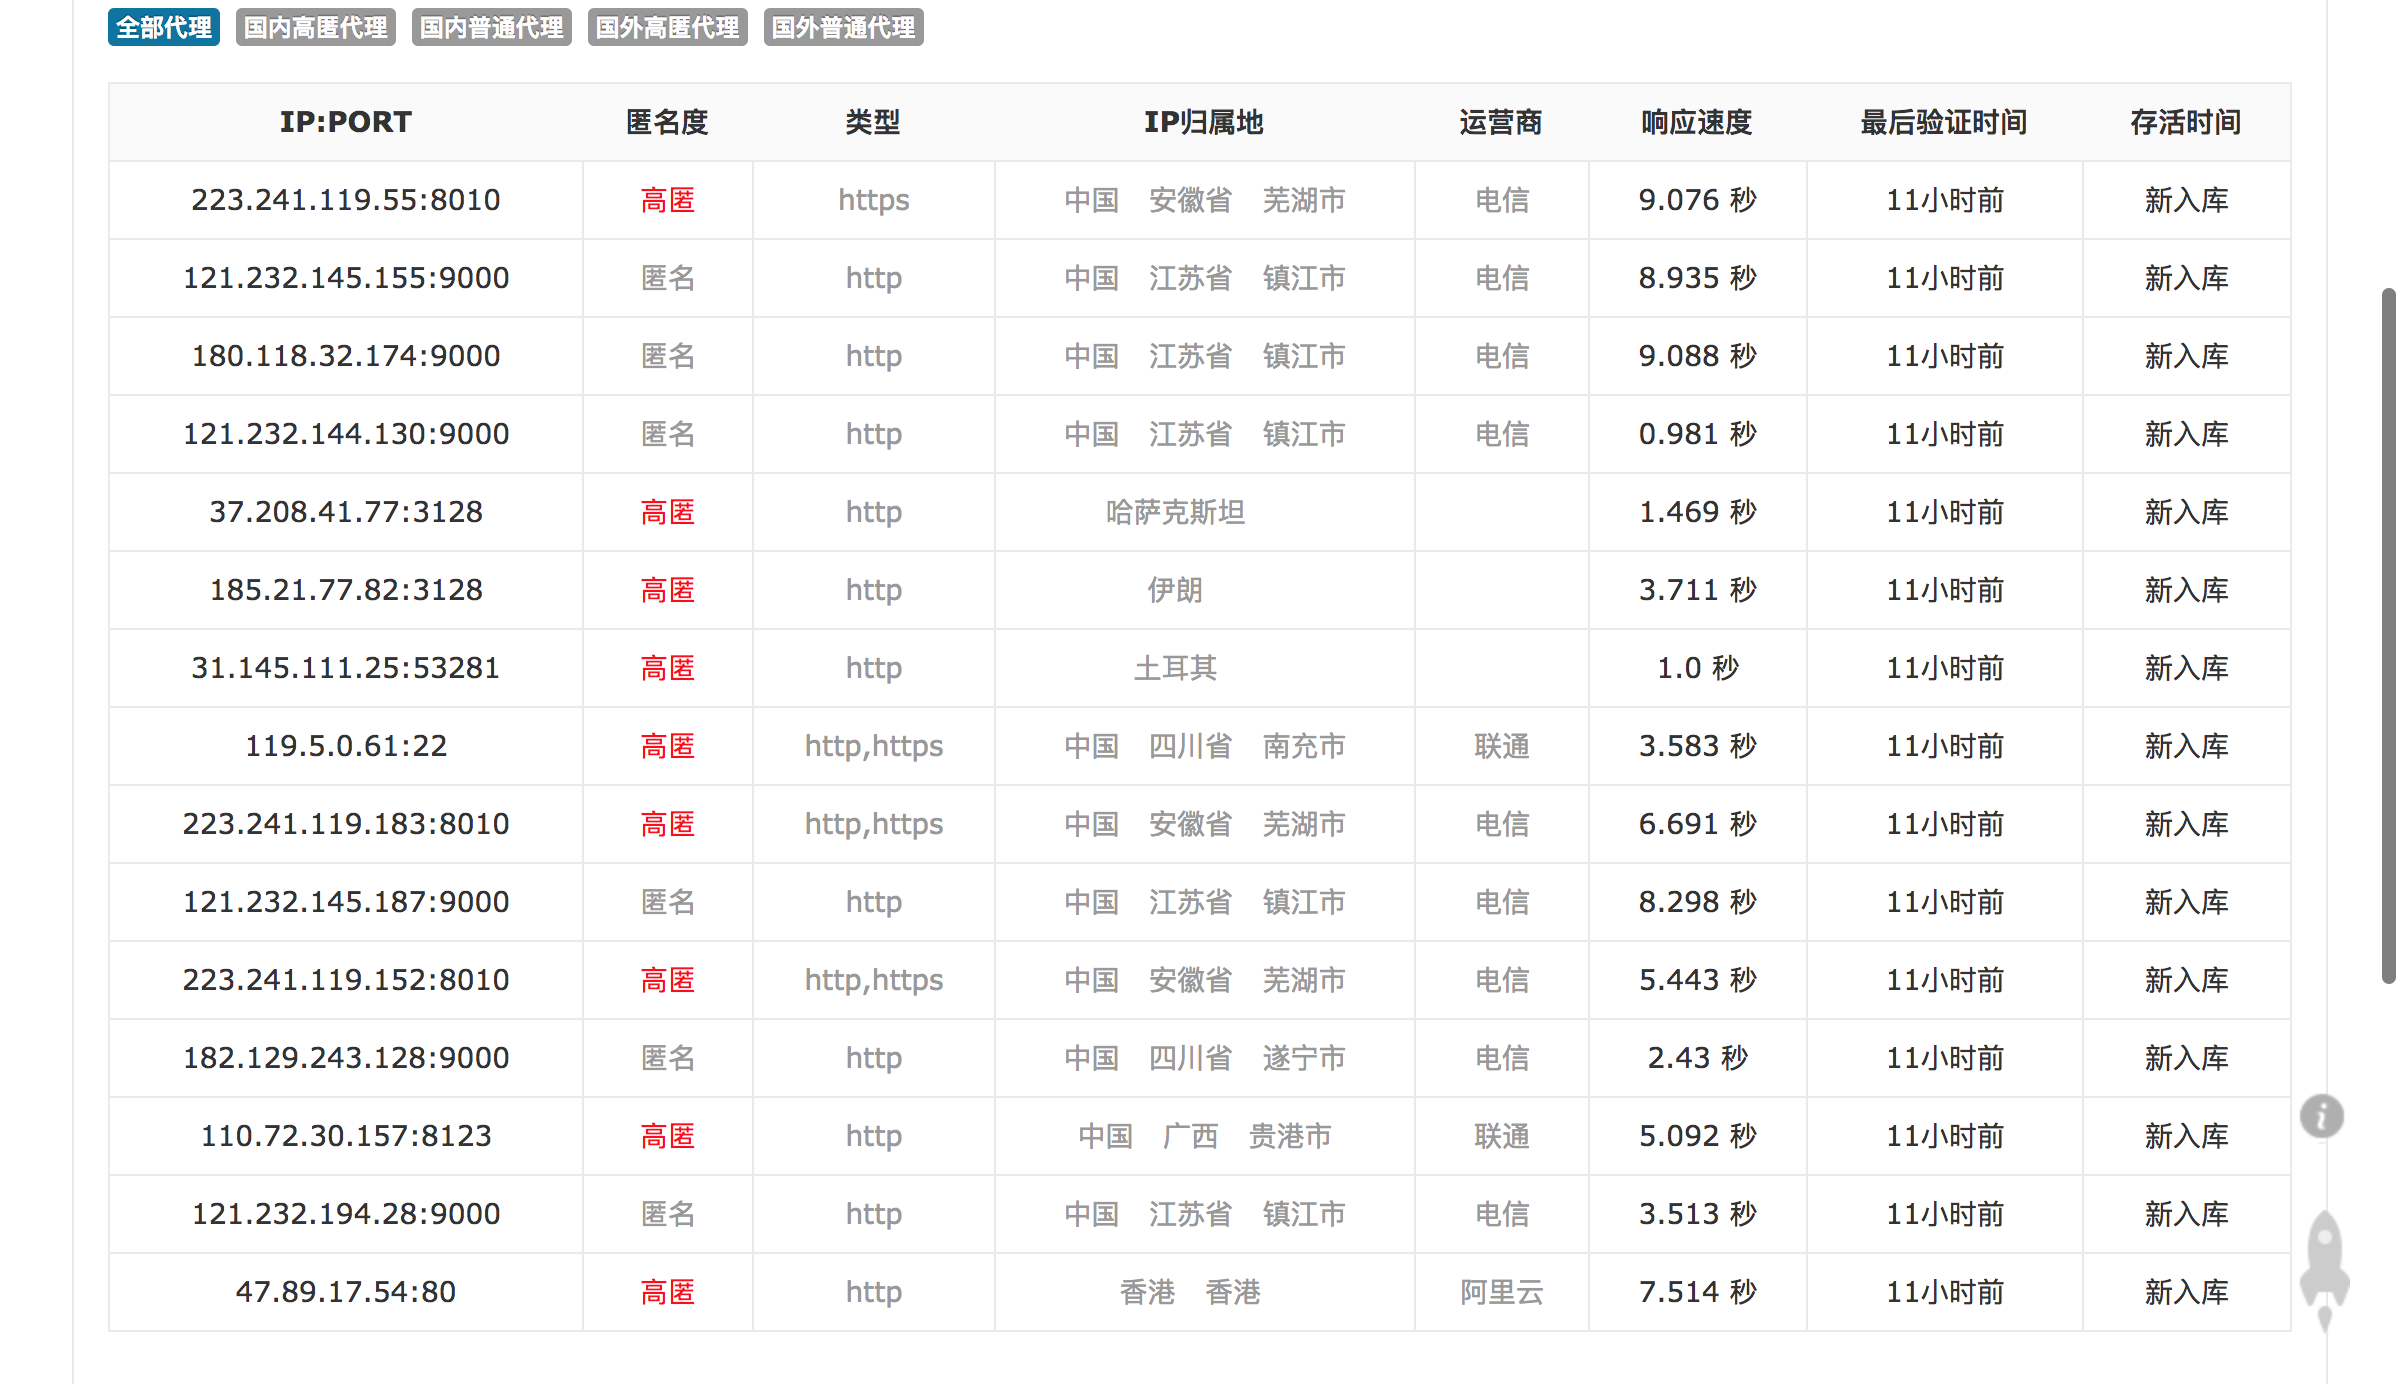 全部代理 国内高匿代理 国内普通代理 国外高匿代理 国外普通代理
IP:PORT 匿名度 类型 IP归属地 运营商 响应速度 最后验证时间 存活时间
223.241.119.55:8010 高匿 https 中国 安徽省 芜湖市 电信 9.076 秒 11小时前 新入库
121.232.145.155:9000 匿名 http 中国 江苏省 镇江市 电信 8.935 秒 11小时前 新入库
180.118.32.174:9000 匿名 http 中国 江苏省 镇江市 电信 9.088 秒 11小时前 新入库
121.232.144.130:9000 匿名 http 中国 江苏省 镇江市 电信 0.981 秒 11小时前 新入库
37.208.41.77:3128 高匿 http 哈萨克斯坦 1.469 秒 11小时前 新入库
185.21.77.82:3128 高匿 http 伊朗 3.711 秒 11小时前 新入库
31.145.111.25:53281 高匿 http 土耳其 1.0 秒 11小时前 新入库
119.5.0.61:22 高匿 http,https 中国 四川省 南充市 联通 3.583 秒 11小时前 新入库
223.241.119.183:8010 高匿 http,https 中国 安徽省 芜湖市 电信 6.691 秒 11小时前 新入库
121.232.145.187:9000 匿名 http 中国 江苏省 镇江市 电信 8.298 秒 11小时前 新入库
223.241.119.152:8010 高匿 http,https 中国 安徽省 芜湖市 电信 5.443 秒 11小时前 新入库
182.129.243.128:9000 匿名 http 中国 四川省 遂宁市 电信 2.43 秒 11小时前 新入库
110.72.30.157:8123 高匿 http 中国 广西 贵港市 联通 5.092 秒 11小时前 新入库
121.232.194.28:9000 匿名 http 中国 江苏省 镇江市 电信 3.513 秒 11小时前 新入库
47.89.17.54:80 高匿 http 香港 香港 阿里云 7.514 秒 11小时前 新入库